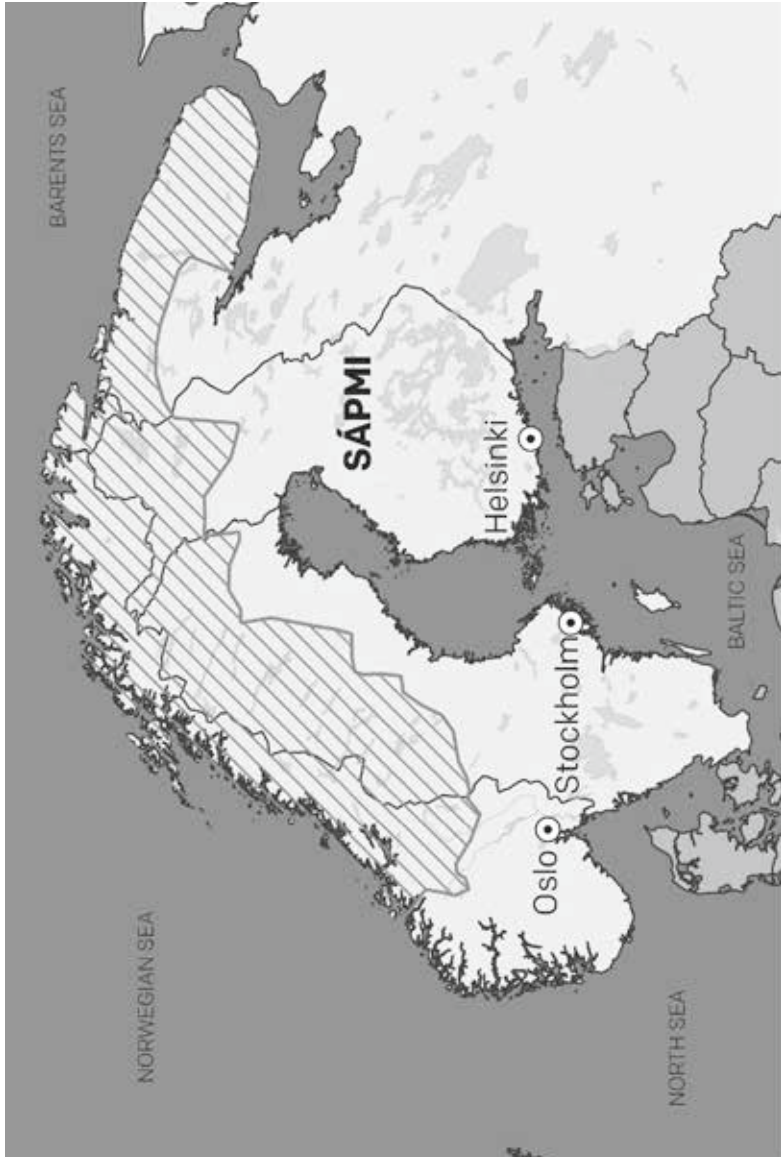 BARENTS SEA
NORWEGIAN SEA
SÁPMI
Helsinki
Stockholm
Oslo
BALTIC SEA
NORTH SEA